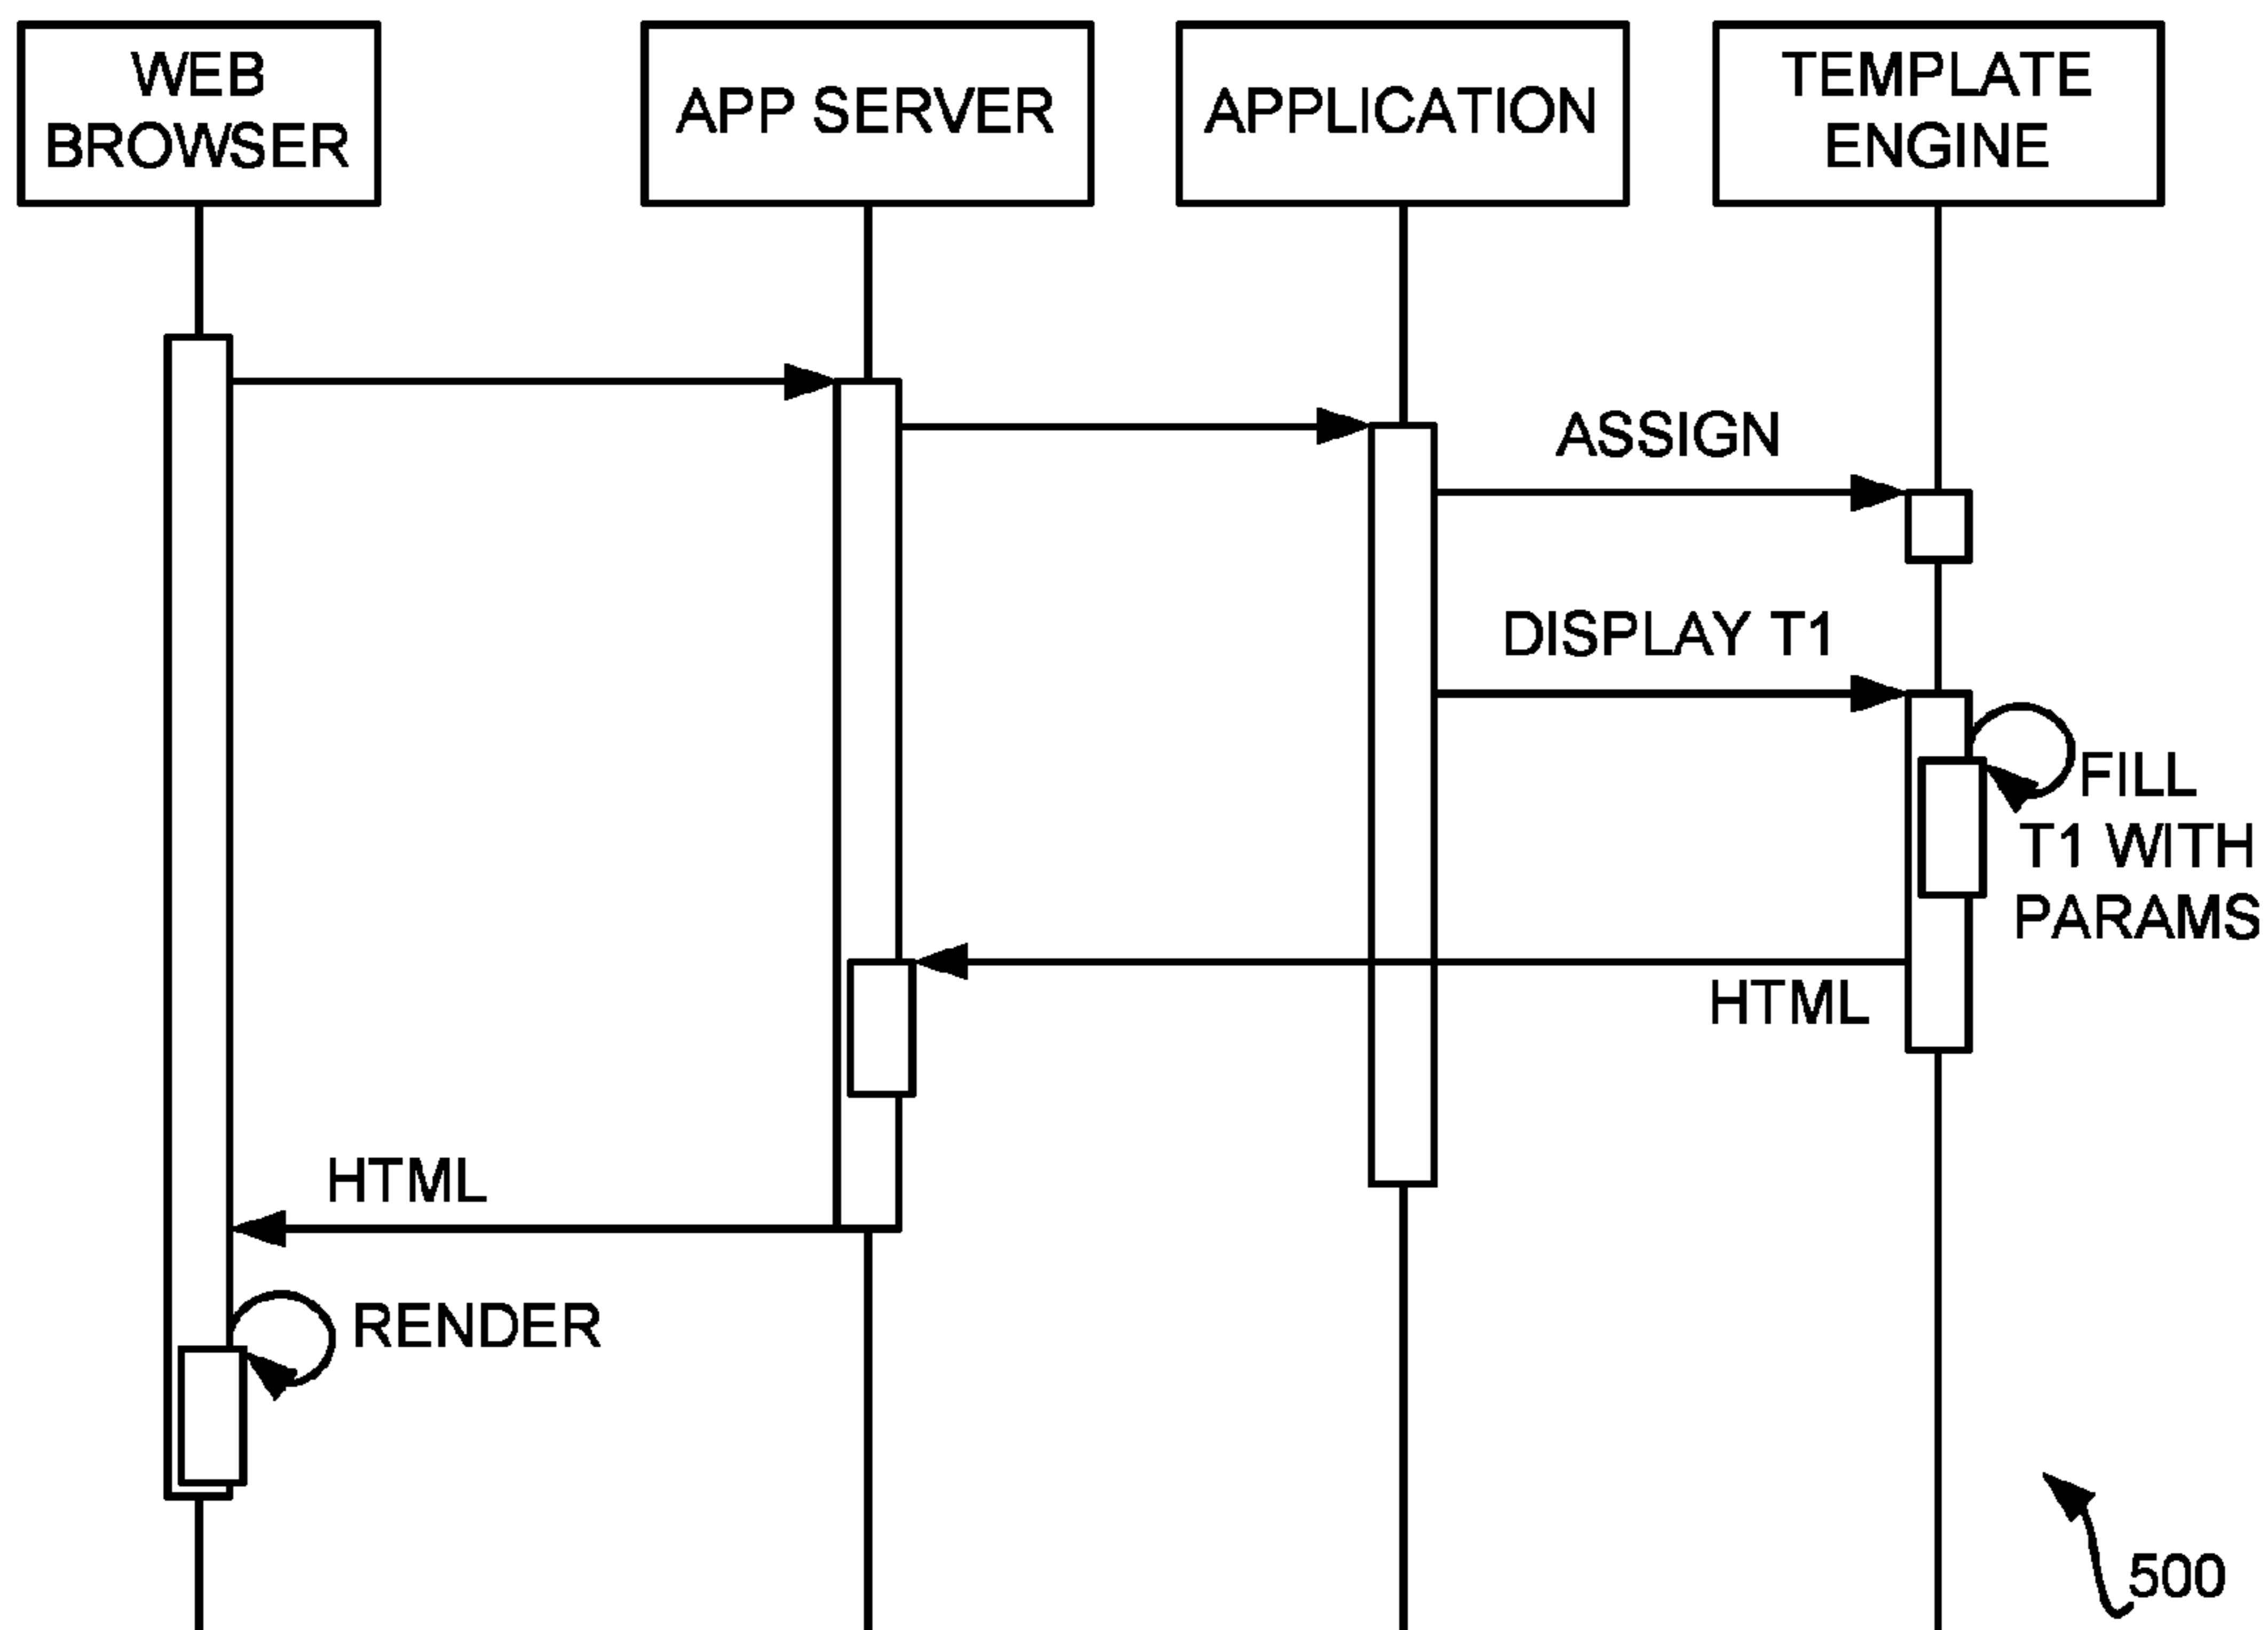 WEB
BROWSER
APP SERVER
APPLICATION
TEMPLATE
ENGINE
ASSIGN
DISPLAY T1
FILL
T1 WITH
PARAMS
HTML
HTML
RENDER
500